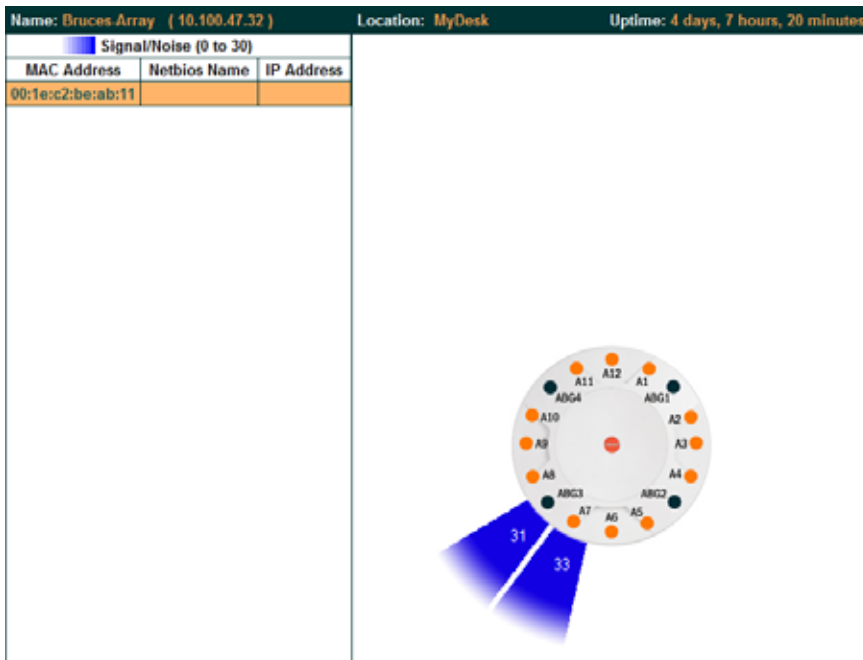 Name: Bruces-Array ( 10.100.47.32 ) Location: MyDesk Uptime: 4 days, 7 hours, 20 minutes
Signal/Noise (0 to 30)
MAC Address Netbios Name IP Address
00:1e:c2:be:ab:11
A12
A11 A1
ABG4 ABG1
A10 A2
A9 A3
A8 A4
ABG3 ABG2
A7 A6 A5
31
33